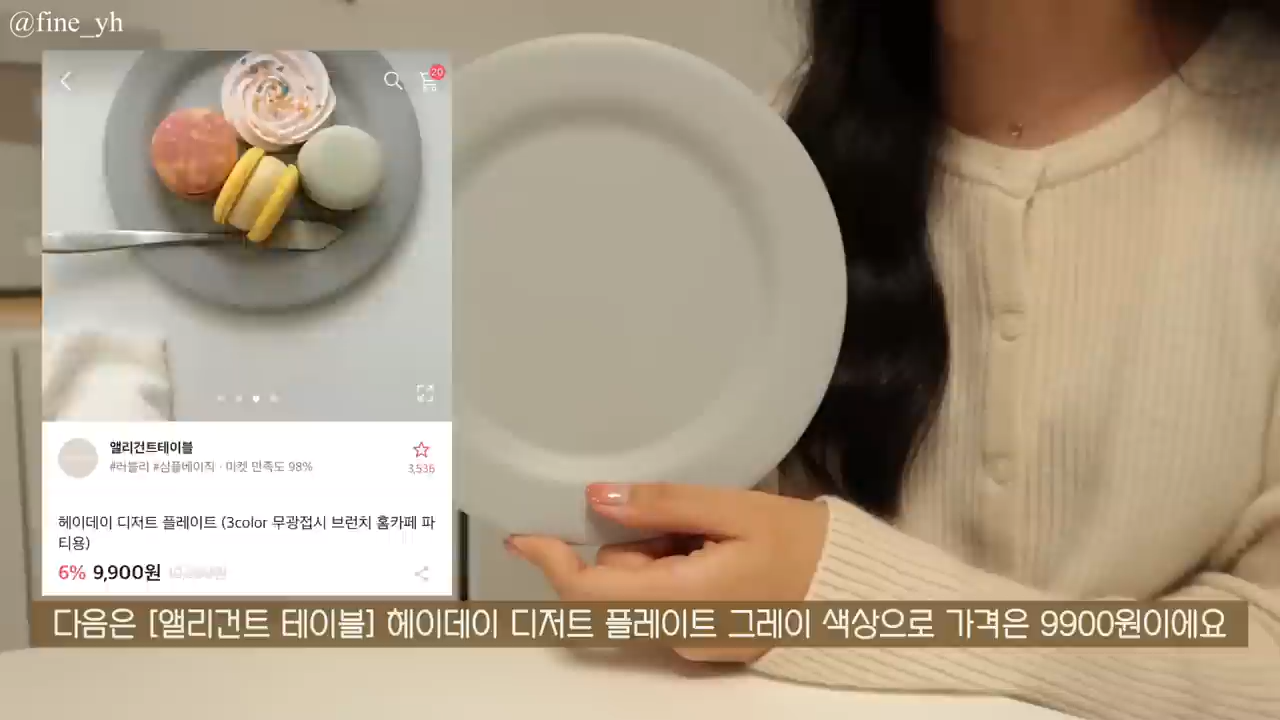 @fine_yh
20
앨리건트테이블
#러블리 #심플베이직 · 마켓 만족도 98%
3,536
헤이데이 디저트 플레이트 (3color 무광접시 브런치 홈카페 파
티용)
6% 9,900원
다음은 [앨리건트 테이블] 헤이데이 디저트 플레이트 그레이 색상으로 가격은 9900원이에요